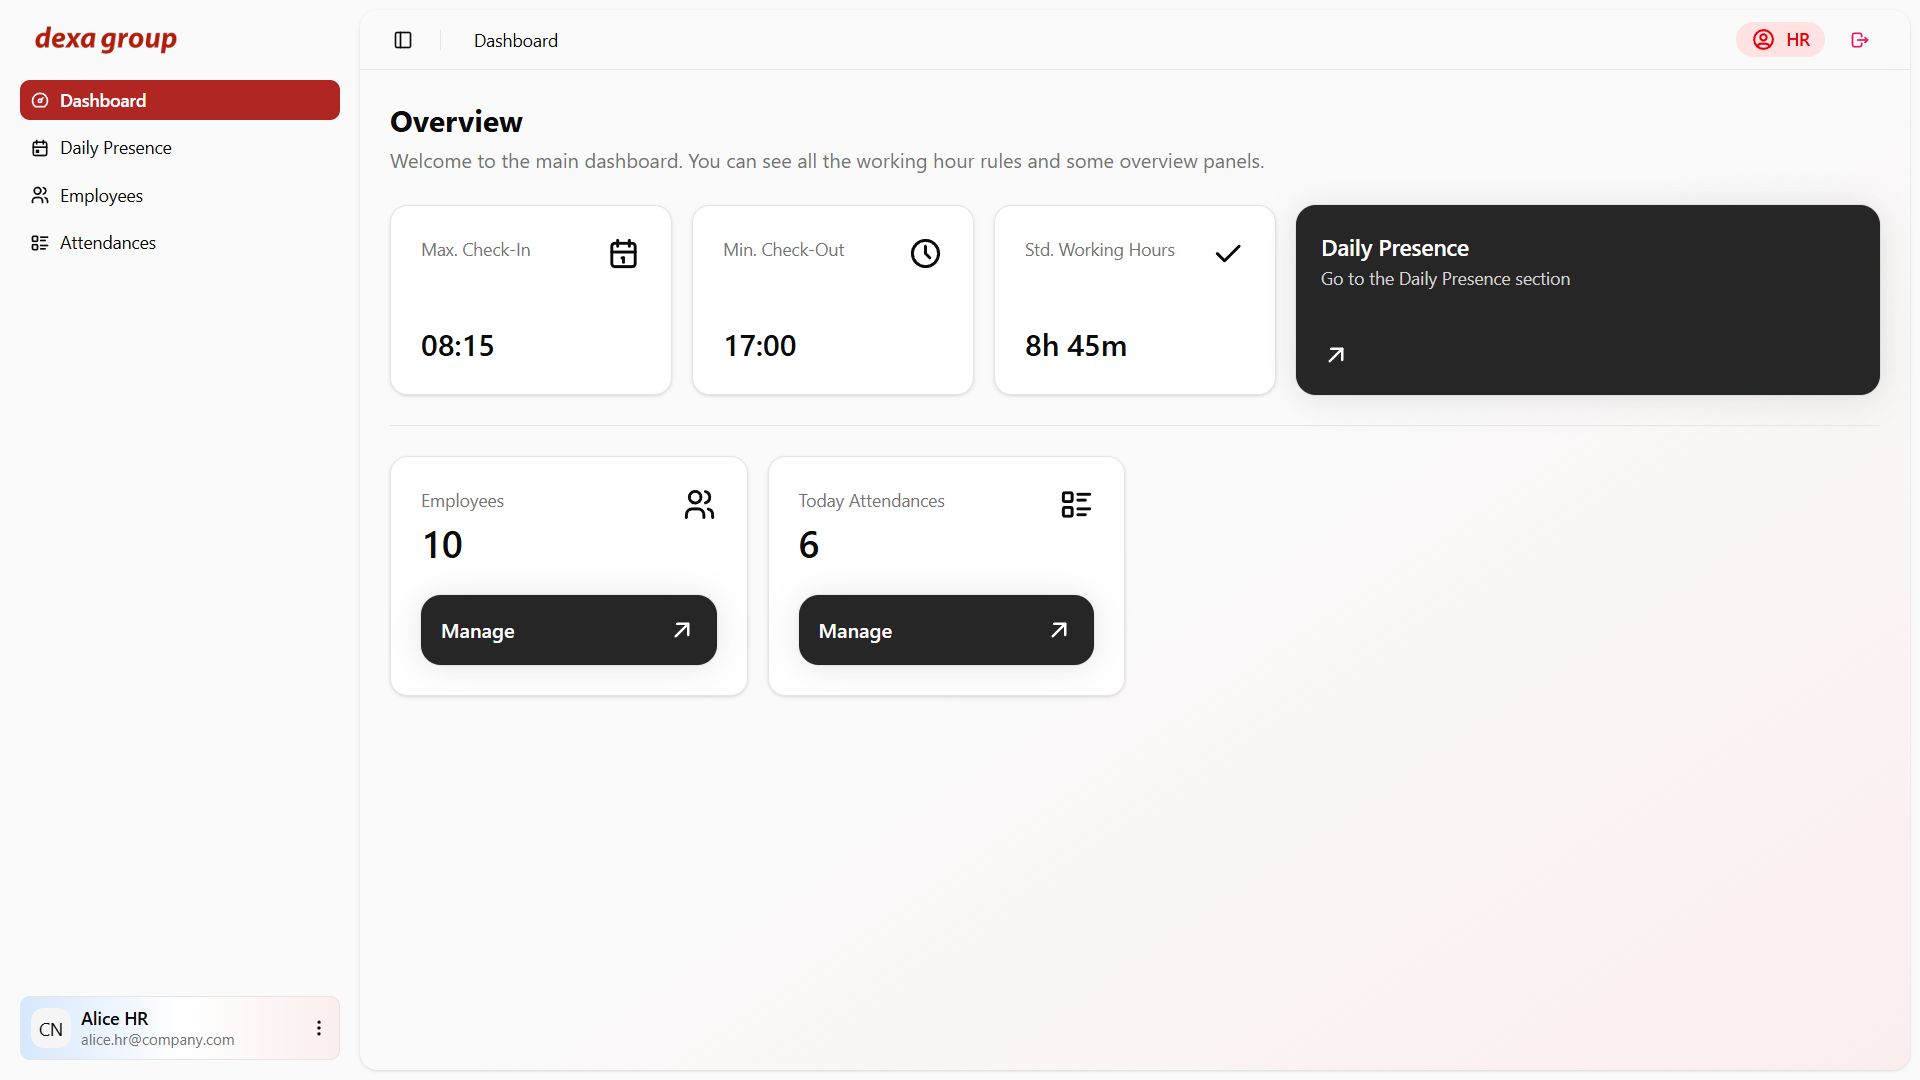 dexa group
Dashboard
Daily Presence
Employees
Attendances
CN
Alice HR
alice.hr@company.com
Dashboard
HR
Overview
Welcome to the main dashboard. You can see all the working hour rules and some overview panels.
Max. Check-In
08:15
Min. Check-Out
17:00
Std. Working Hours
8h 45m
Daily Presence
Go to the Daily Presence section
Employees
10
Manage
Today Attendances
6
Manage